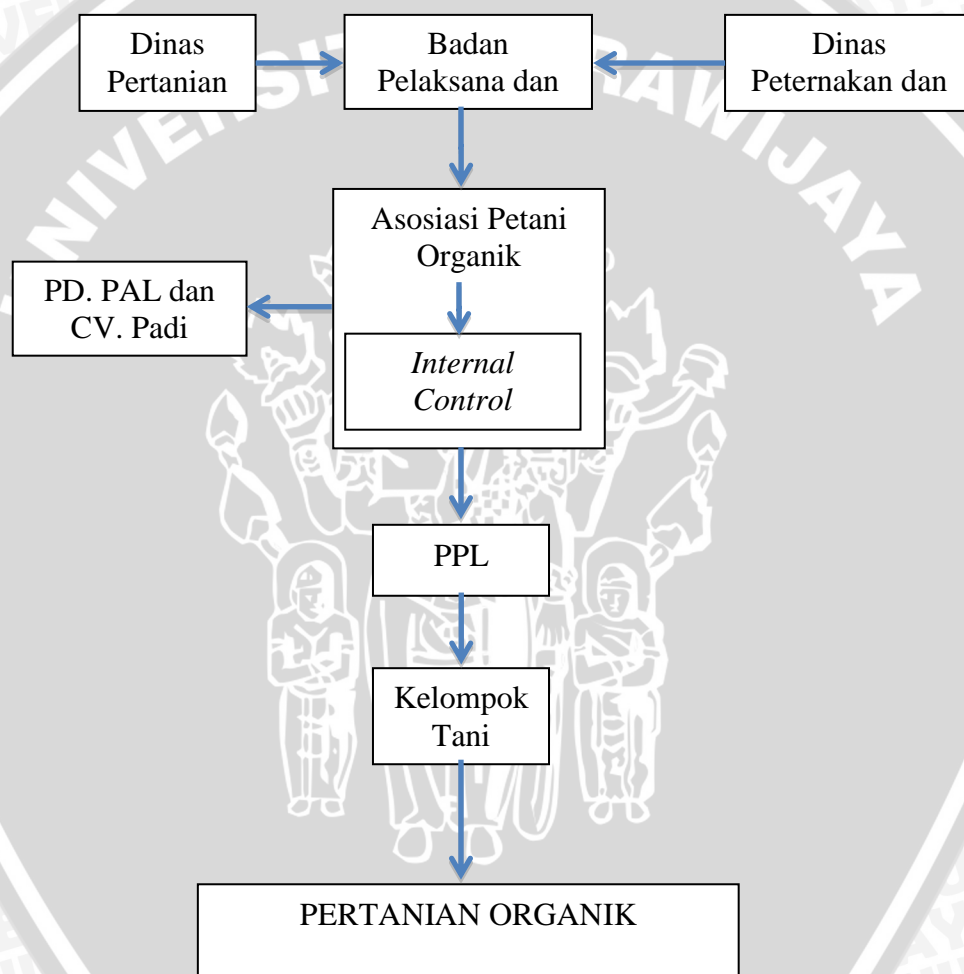 Dinas
Pertanian
Badan
Pelaksana dan
Dinas
Peternakan dan
Asosiasi Petani
Organik
PD. PAL dan
CV. Padi
Internal
Control
PPL
Kelompok
Tani
PERTANIAN ORGANIK